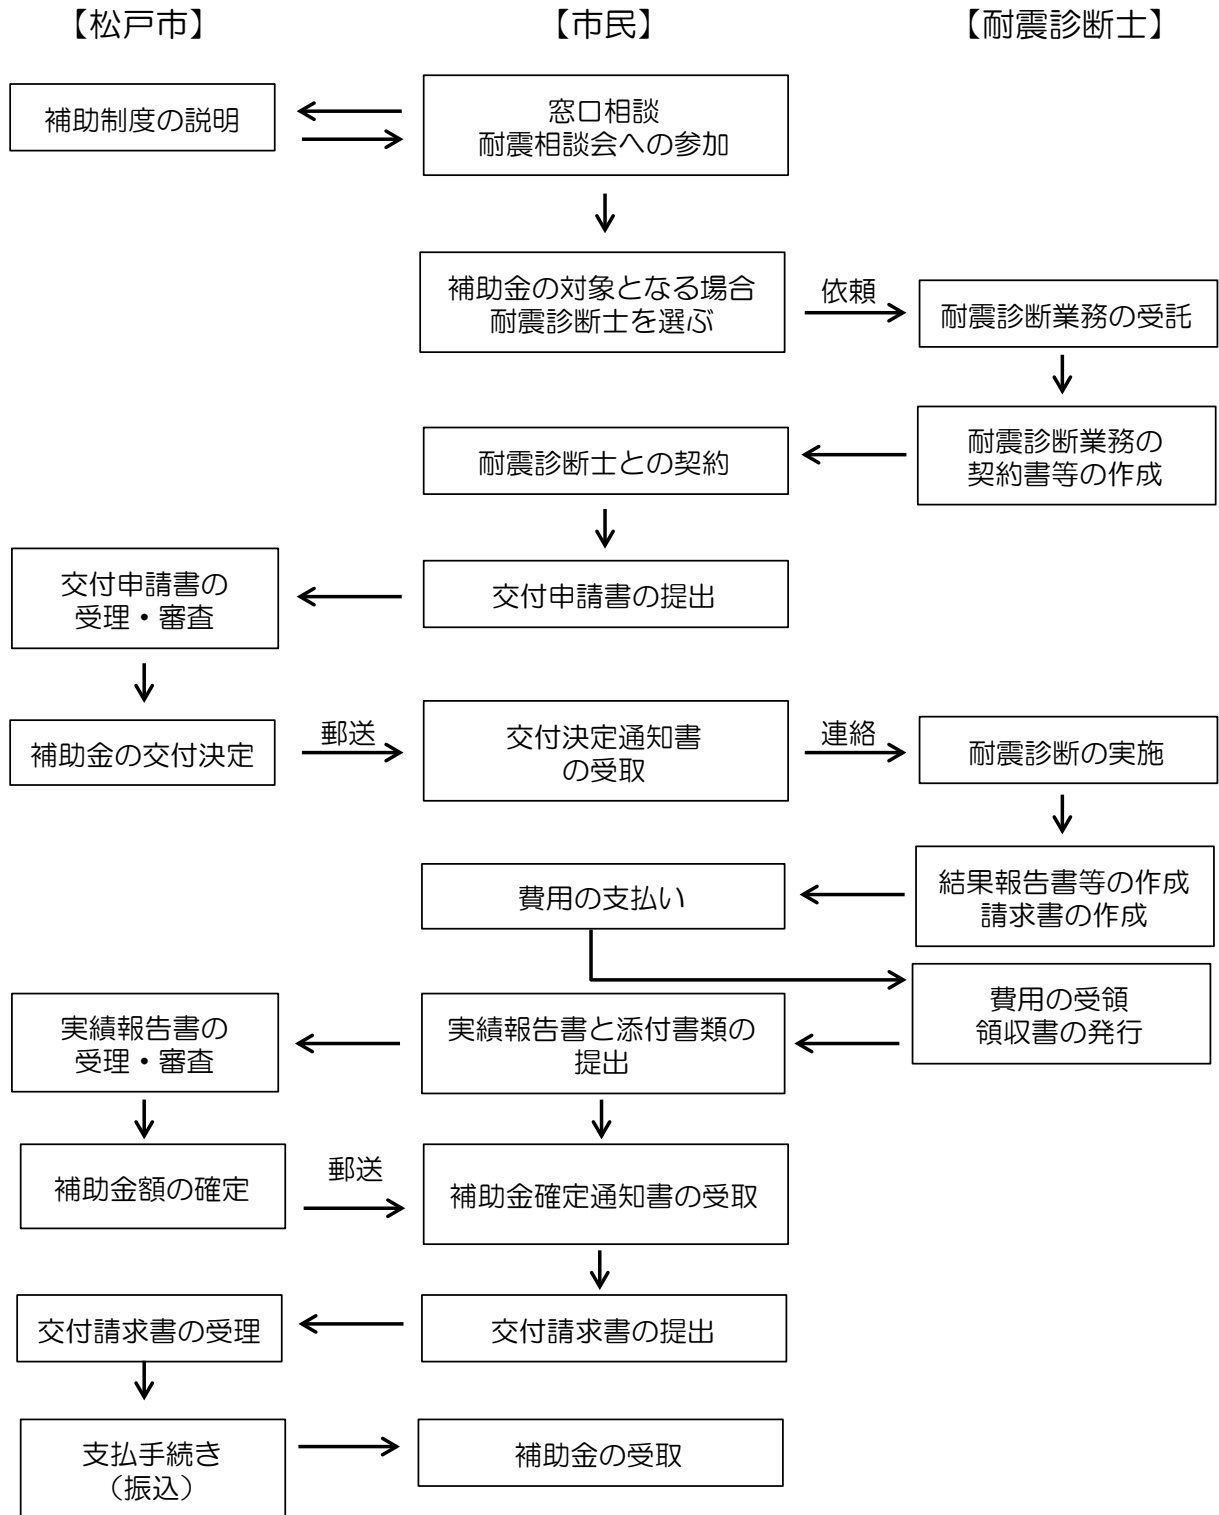 【松戸市】
【市民】
【耐震診断士】
補助制度の説明
窓口相談
耐震相談会への参加
補助金の対象となる場合
耐震診断士を選ぶ
依頼
耐震診断業務の受託
耐震診断士との契約
耐震診断業務の
契約書等の作成
交付申請書の
受理・審査
交付申請書の提出
補助金の交付決定
郵送
交付決定通知書
の受取
連絡
耐震診断の実施
費用の支払い
結果報告書等の作成
請求書の作成
実績報告書の
受理・審査
実績報告書と添付書類の
提出
費用の受領
領収書の発行
補助金額の確定
郵送
補助金確定通知書の受取
交付請求書の受理
交付請求書の提出
支払手続き
（振込）
補助金の受取